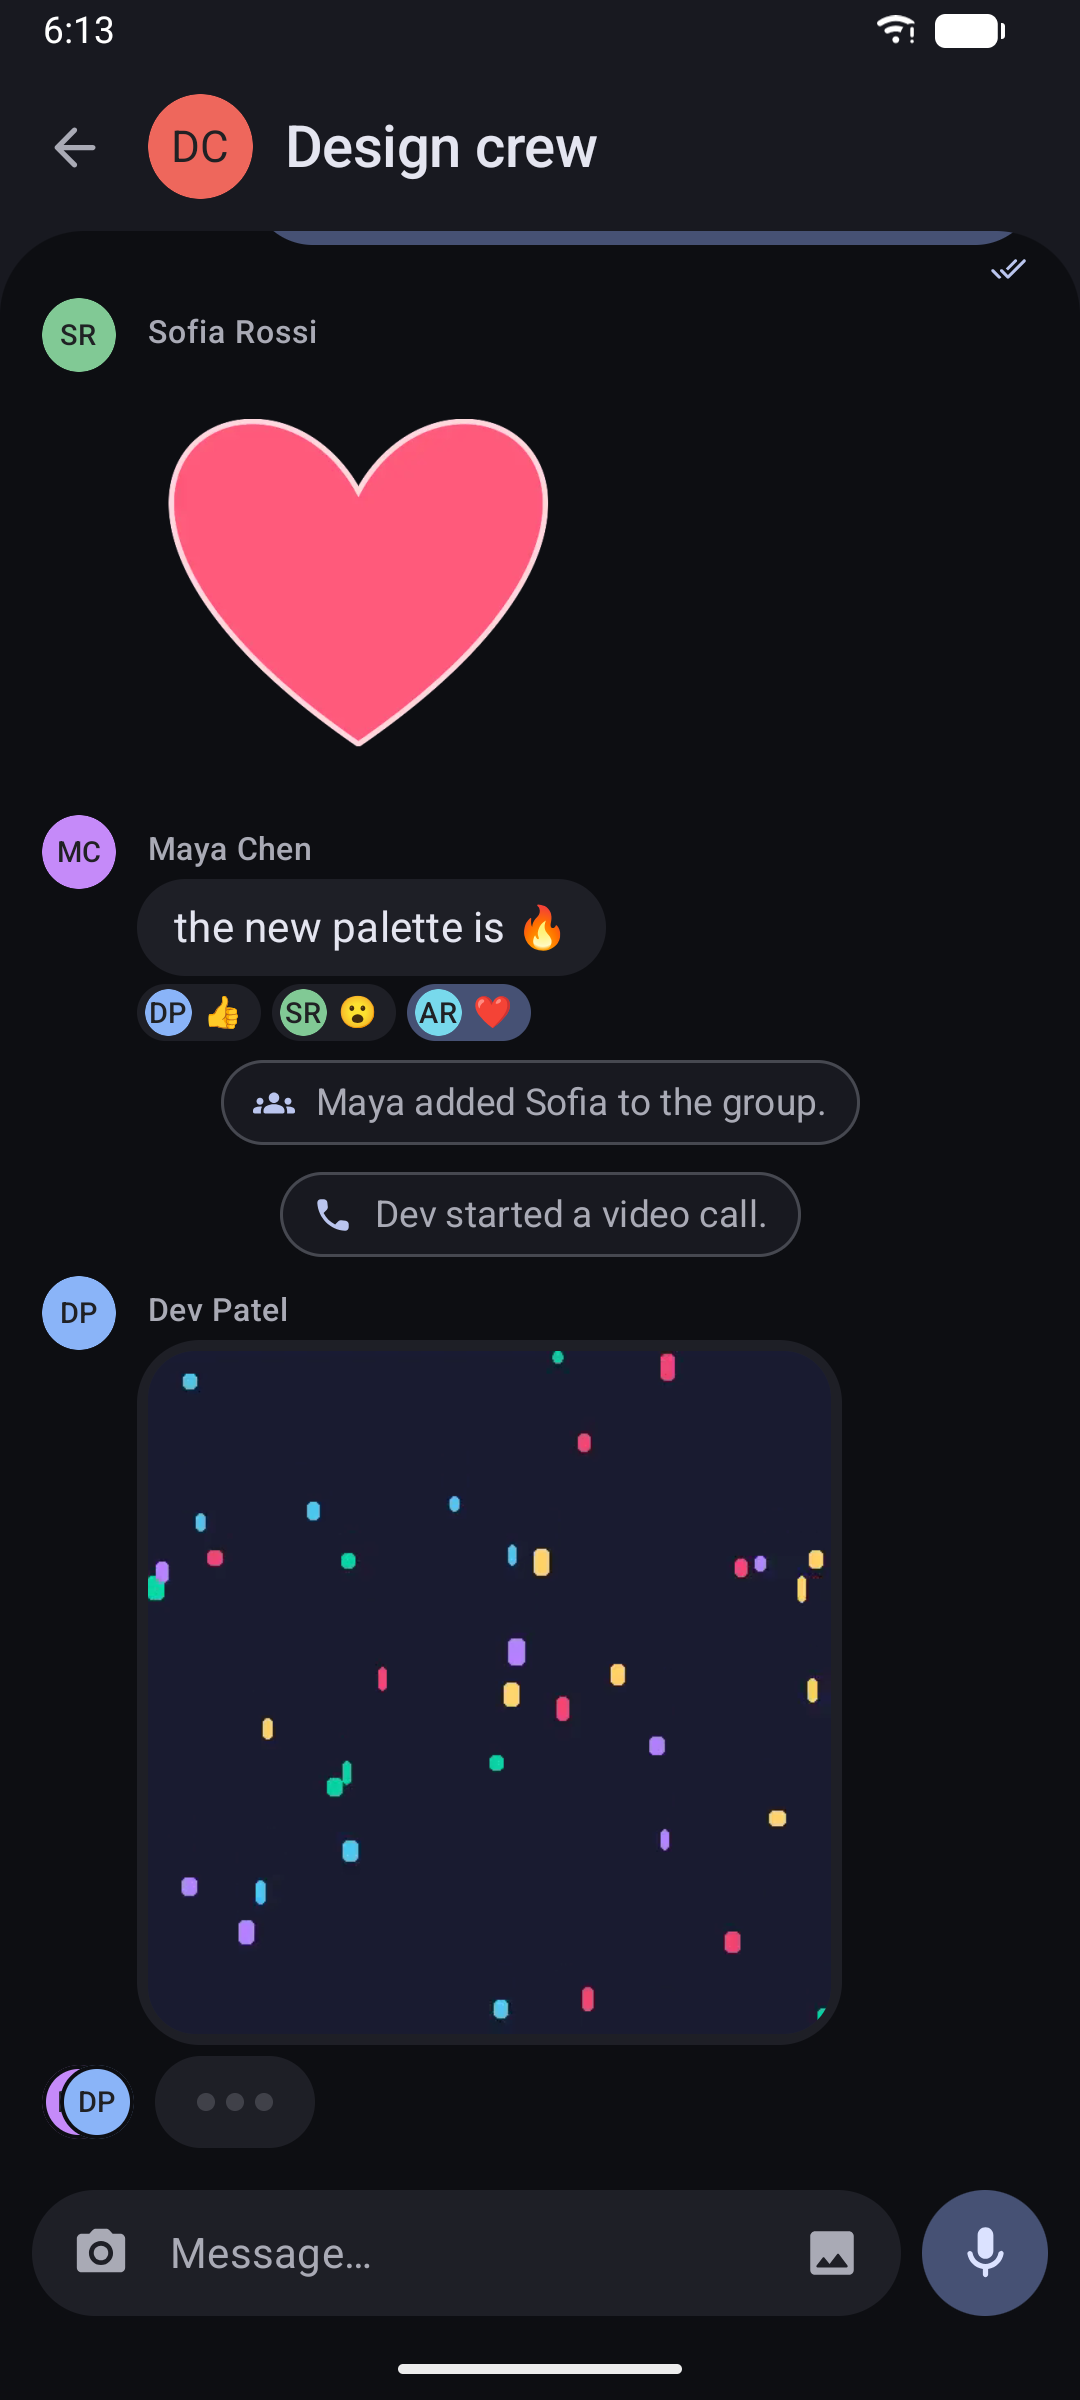 6:13
DC
Design crew
SR
Sofia Rossi
MC
Maya Chen
the new palette is 🔥
DP 👍 SR 😮 AR ❤️
Maya added Sofia to the group.
Dev started a video call.
DP
Dev Patel
DP
Message…